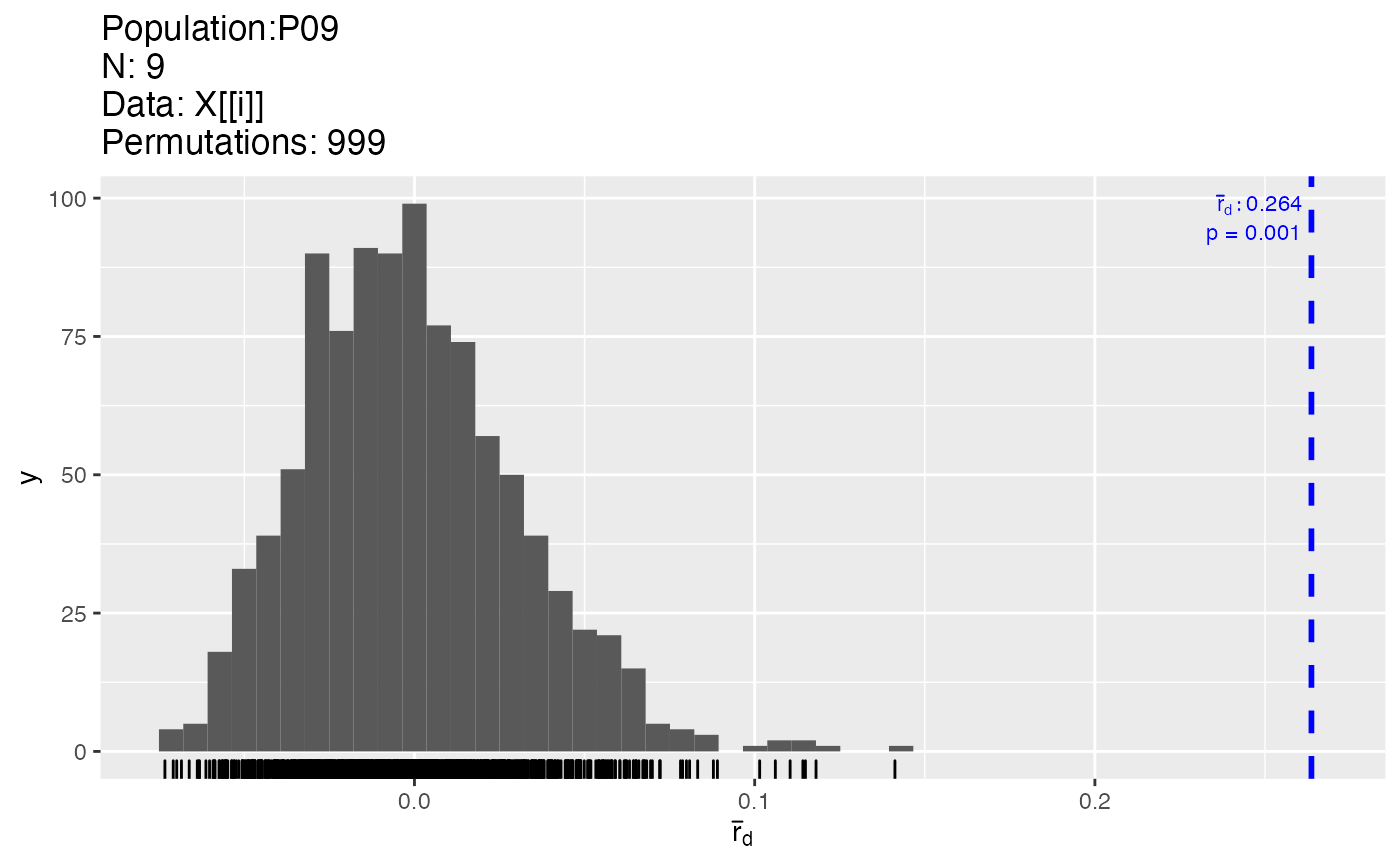 Population:P09
N: 9
Data: X[[i]]
Permutations: 999
100
75
50
25
0
y
r̄d : 0.264
p = 0.001
0.0
0.1
0.2
r̄d